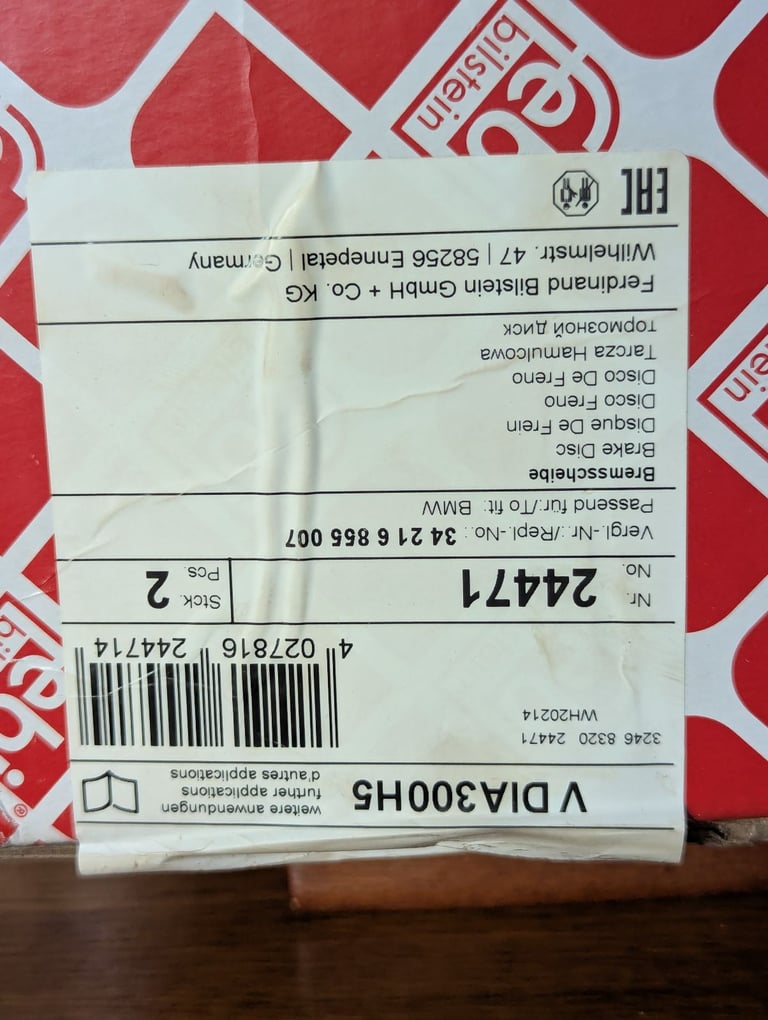 V DIA300H5
weitere anwendungen
further applications
d'autres applications
3246 8320 24471
WH20214
4 027816 244714
Nr.
No.
24471
Stck.
Pcs.
2
Vergl.-Nr.:/Repl.-No.: 34 21 6 855 007
Passend für:/To fit: BMW
Bremsscheibe
Brake Disc
Disque De Frein
Disco Freno
Disco De Freno
Tarcza Hamulcowa
тормозной диск
Ferdinand Bilstein GmbH + Co. KG
Wilhelmstr. 47 | 58256 Ennepetal | Germany
EAC
febi
bilstein